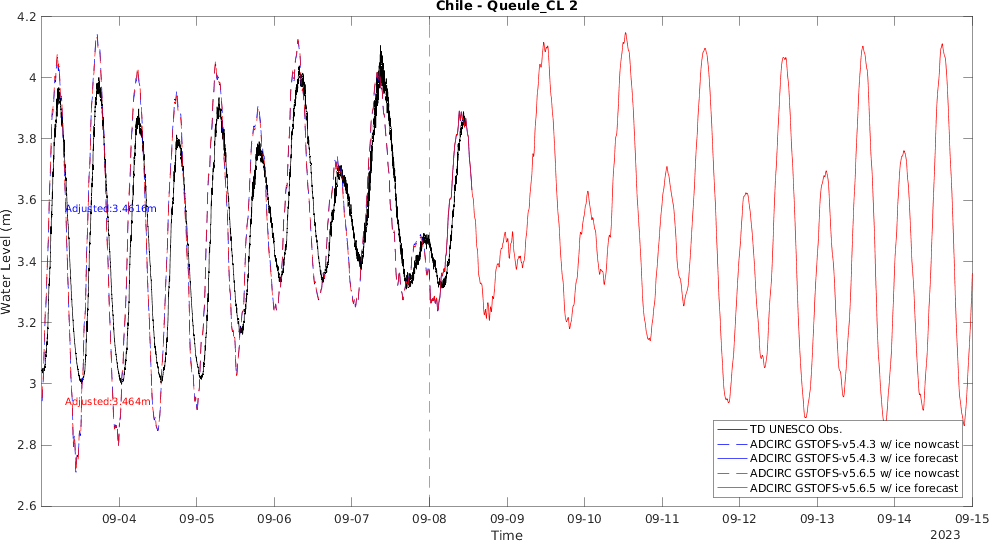 Chile - Queule_CL 2
4.2
4
3.8
3.6
3.4
3.2
3
2.8
2.6
Water Level (m)
Adjusted:3.4616m
Adjusted:3.464m
TD UNESCO Obs.
ADCIRC GSTOFS-v5.4.3 w/ ice nowcast
ADCIRC GSTOFS-v5.4.3 w/ ice forecast
ADCIRC GSTOFS-v5.6.5 w/ ice nowcast
ADCIRC GSTOFS-v5.6.5 w/ ice forecast
09-04 09-05 09-06 09-07 09-08 09-09 09-10 09-11 09-12 09-13 09-14 09-15
Time
2023